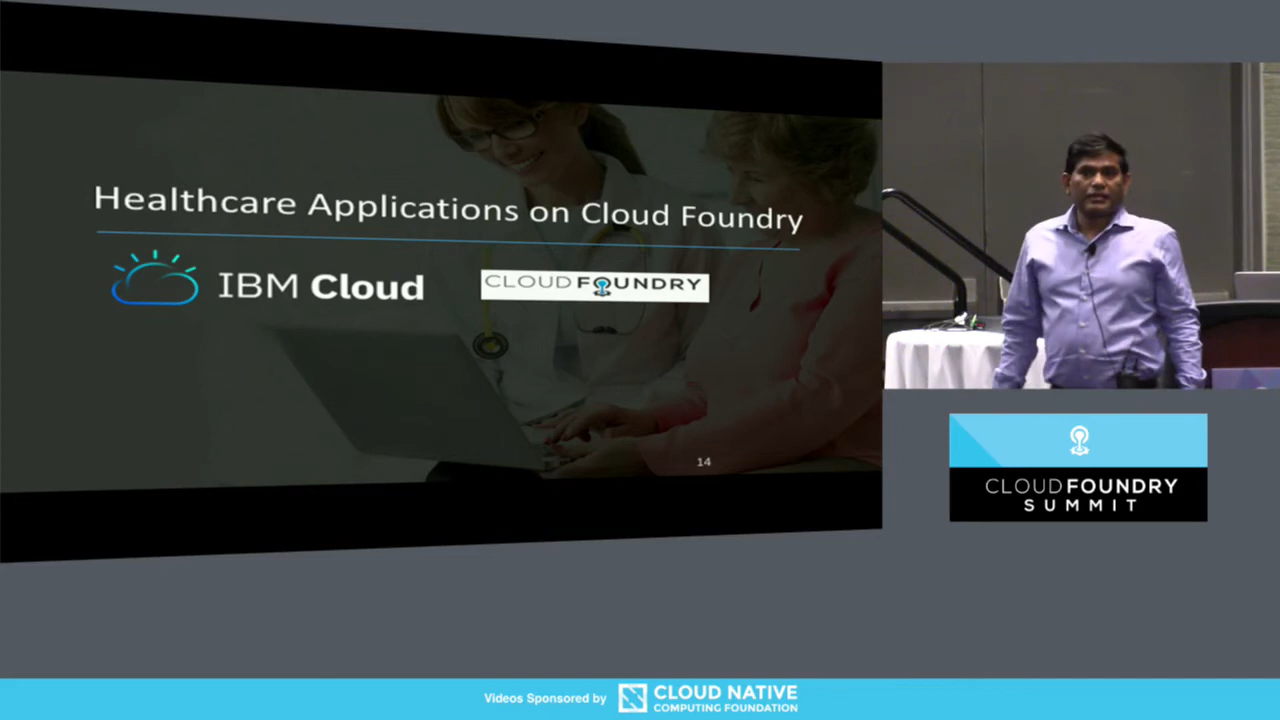 Healthcare Applications on Cloud Foundry
IBM Cloud
CLOUD FOUNDRY
14
CLOUD FOUNDRY
SUMMIT
Videos Sponsored by
CLOUD NATIVE
COMPUTING FOUNDATION